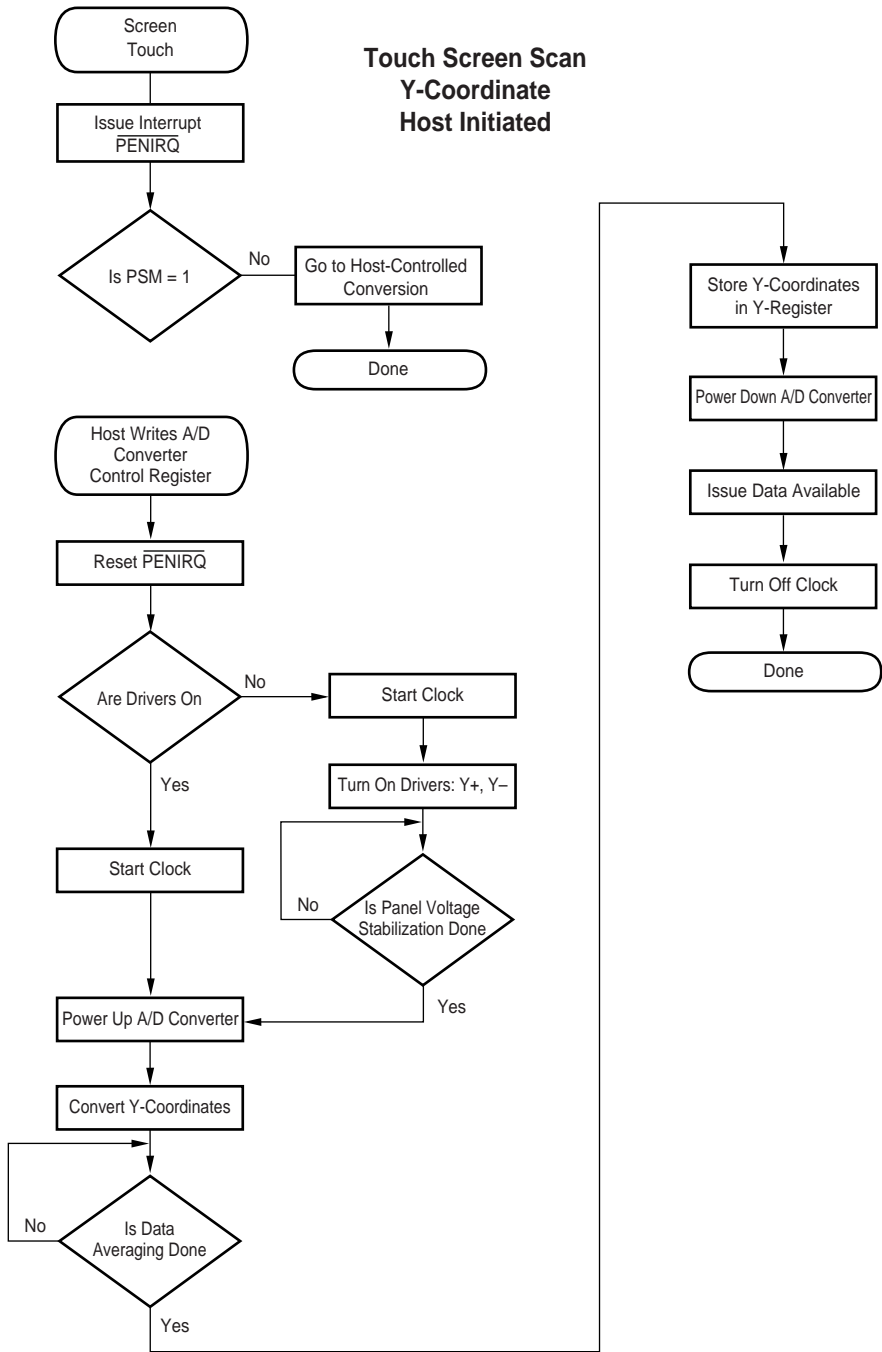 Screen
Touch
Touch Screen Scan
Y-Coordinate
Host Initiated
Issue Interrupt
PENIRQ
Is PSM = 1
No
Go to Host-Controlled
Conversion
Done
Host Writes A/D
Converter
Control Register
Reset PENIRQ
Are Drivers On
No
Start Clock
Turn On Drivers: Y+, Y–
Yes
Start Clock
No
Is Panel Voltage
Stabilization Done
Yes
Power Up A/D Converter
Convert Y-Coordinates
No
Is Data
Averaging Done
Yes
Store Y-Coordinates
in Y-Register
Power Down A/D Converter
Issue Data Available
Turn Off Clock
Done